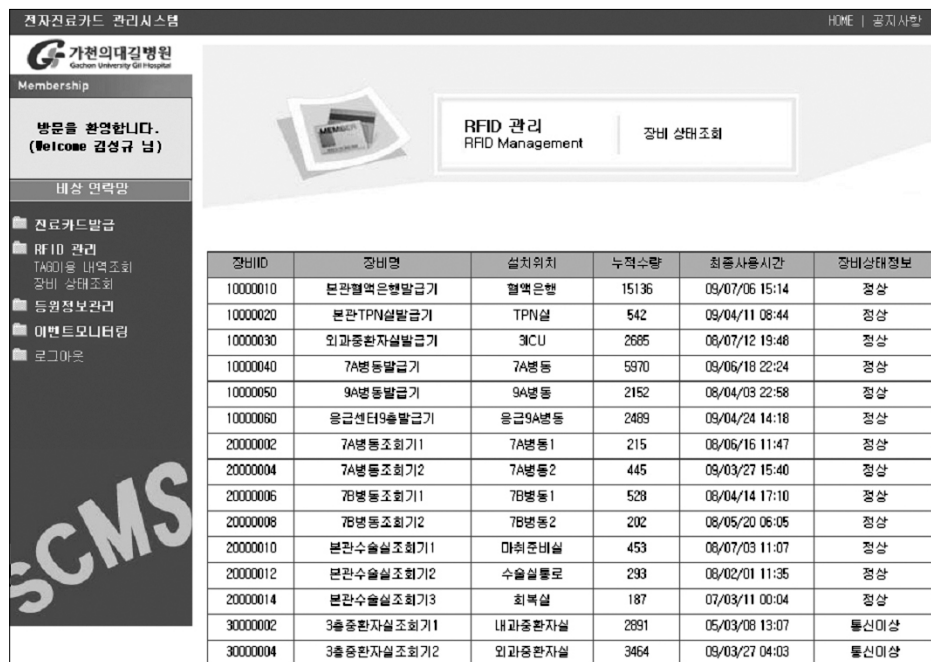 전자진료카드 관리시스템
HOME | 공지사항
가천의대길병원
Gachon University Gil Hospital
Membership
방문을 환영합니다.
(Welcome 김성규 님)
비상 연락망
진료카드발급
RFID 관리
TAG이용 내역조회
장비 상태조회
등원정보관리
이벤트모니터링
로그아웃
SCMS
MEMBER
RFID 관리
RFID Management
장비 상태조회
장비ID 장비명 설치위치 누적수량 최종사용시간 장비상태정보
10000010 본관혈액은행발급기 혈액은행 15136 09/07/06 15:14 정상
10000020 본관TPN실발급기 TPN실 542 09/04/11 08:44 정상
10000030 외과중환자실발급기 3ICU 2685 08/07/12 19:48 정상
10000040 7A병동발급기 7A병동 5970 09/06/18 22:24 정상
10000050 9A병동발급기 9A병동 2152 08/04/03 22:58 정상
10000060 응급센터9층발급기 응급9A병동 2489 09/04/24 14:18 정상
20000002 7A병동조회기1 7A병동1 215 08/06/16 11:47 정상
20000004 7A병동조회기2 7A병동2 445 09/03/27 15:40 정상
20000006 7B병동조회기1 7B병동1 528 08/04/14 17:10 정상
20000008 7B병동조회기2 7B병동2 202 08/05/20 06:05 정상
20000010 본관수술실조회기1 마취준비실 453 08/07/03 11:07 정상
20000012 본관수술실조회기2 수술실통로 293 08/02/01 11:35 정상
20000014 본관수술실조회기3 회복실 187 07/03/11 00:04 정상
30000002 3층중환자실조회기1 내과중환자실 2891 05/03/08 13:07 통신이상
30000004 3층중환자실조회기2 외과중환자실 3464 09/03/27 04:03 통신이상